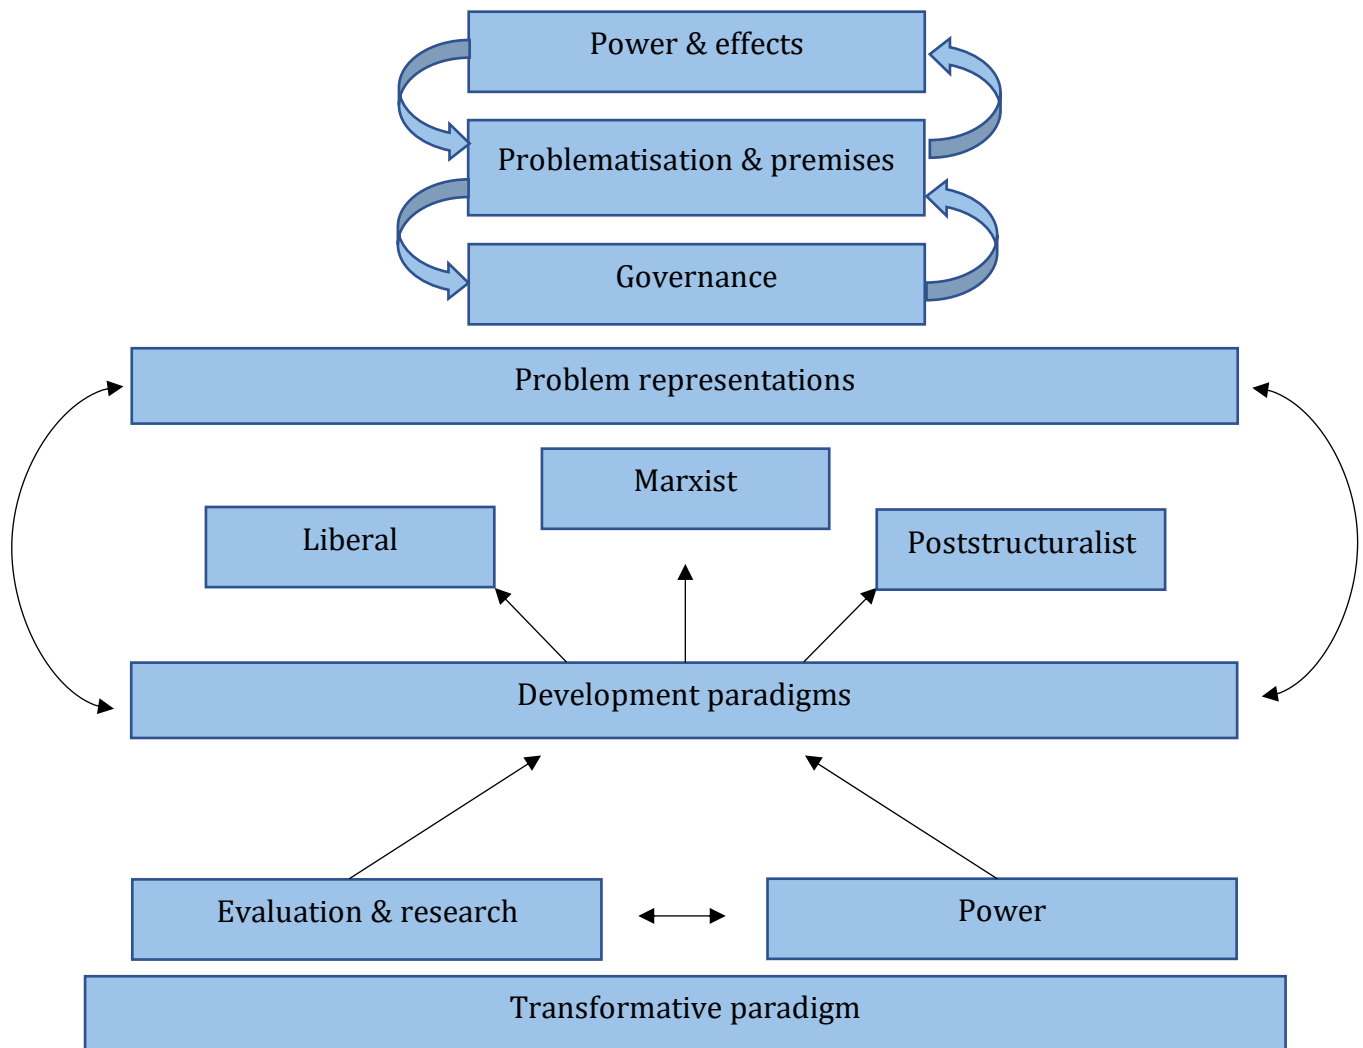 Power & effects
Problematisation & premises
Governance
Problem representations
Marxist
Liberal
Poststructuralist
Development paradigms
Evaluation & research
Power
Transformative paradigm